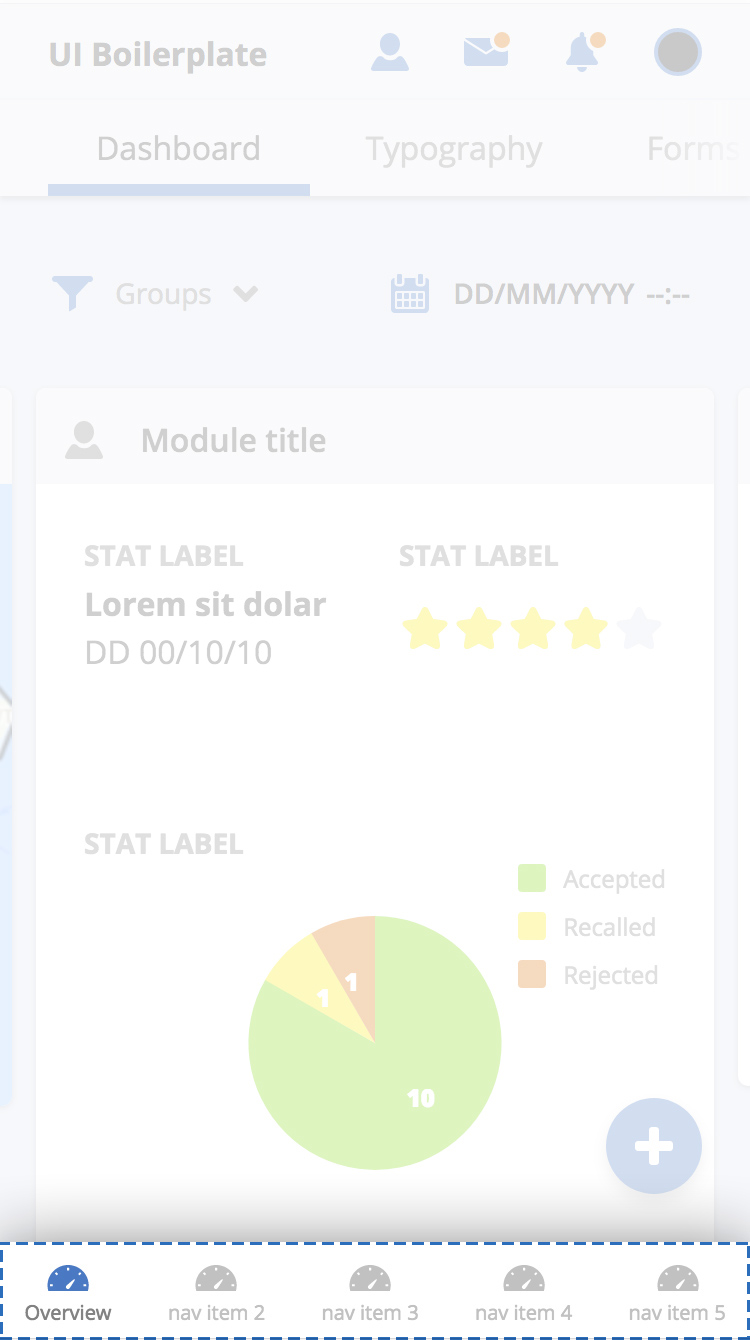 UI Boilerplate
Dashboard Typography Forms
Groups DD/MM/YYYY --:--
Module title
STAT LABEL STAT LABEL
Lorem sit dolar
DD 00/10/10
STAT LABEL
Accepted
Recalled
Rejected
1
1
10
Overview nav item 2 nav item 3 nav item 4 nav item 5